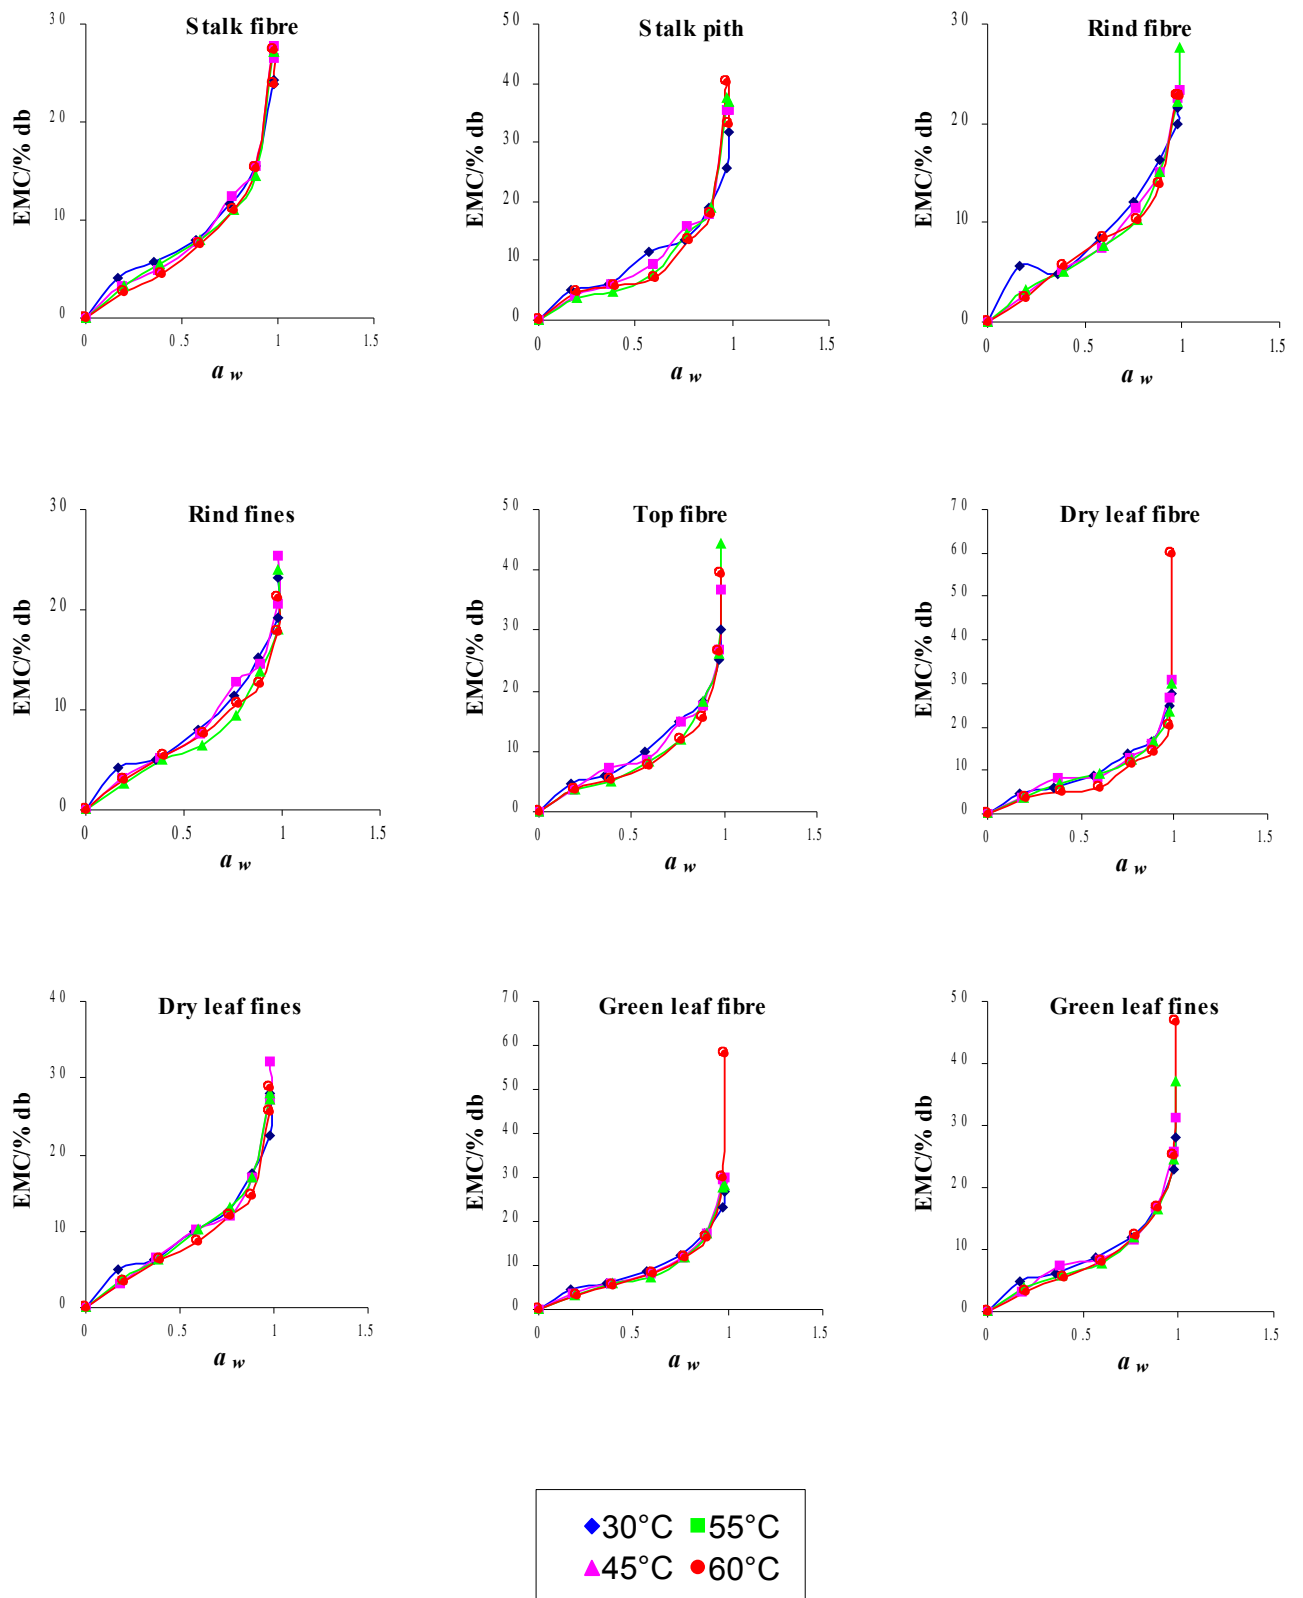 Stalk fibre
EMC/% db
30
20
10
0
0 0.5 1 1.5
a w
Stalk pith
EMC/% db
50
40
30
20
10
0
0 0.5 1 1.5
a w
Rind fibre
EMC/% db
30
20
10
0
0 0.5 1 1.5
a w
Rind fines
EMC/% db
30
20
10
0
0 0.5 1 1.5
a w
Top fibre
EMC/% db
50
40
30
20
10
0
0 0.5 1 1.5
a w
Dry leaf fibre
EMC/% db
70
60
50
40
30
20
10
0
0 0.5 1 1.5
a w
Dry leaf fines
EMC/% db
40
30
20
10
0
0 0.5 1 1.5
a w
Green leaf fibre
EMC/% db
70
60
50
40
30
20
10
0
0 0.5 1 1.5
a w
Green leaf fines
EMC/% db
50
40
30
20
10
0
0 0.5 1 1.5
a w
30°C 55°C
45°C 60°C